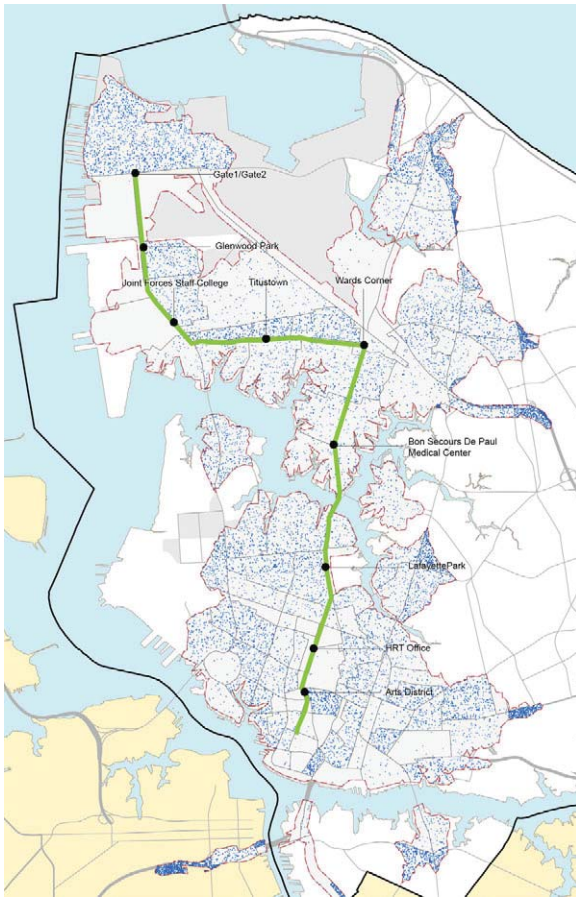 Gate1/Gate2
Glenwood Park
Joint Forces Staff College
Titustown
Wards Corner
Bon Secours De Paul
Medical Center
LafayettePark
HRT Office
Arts District